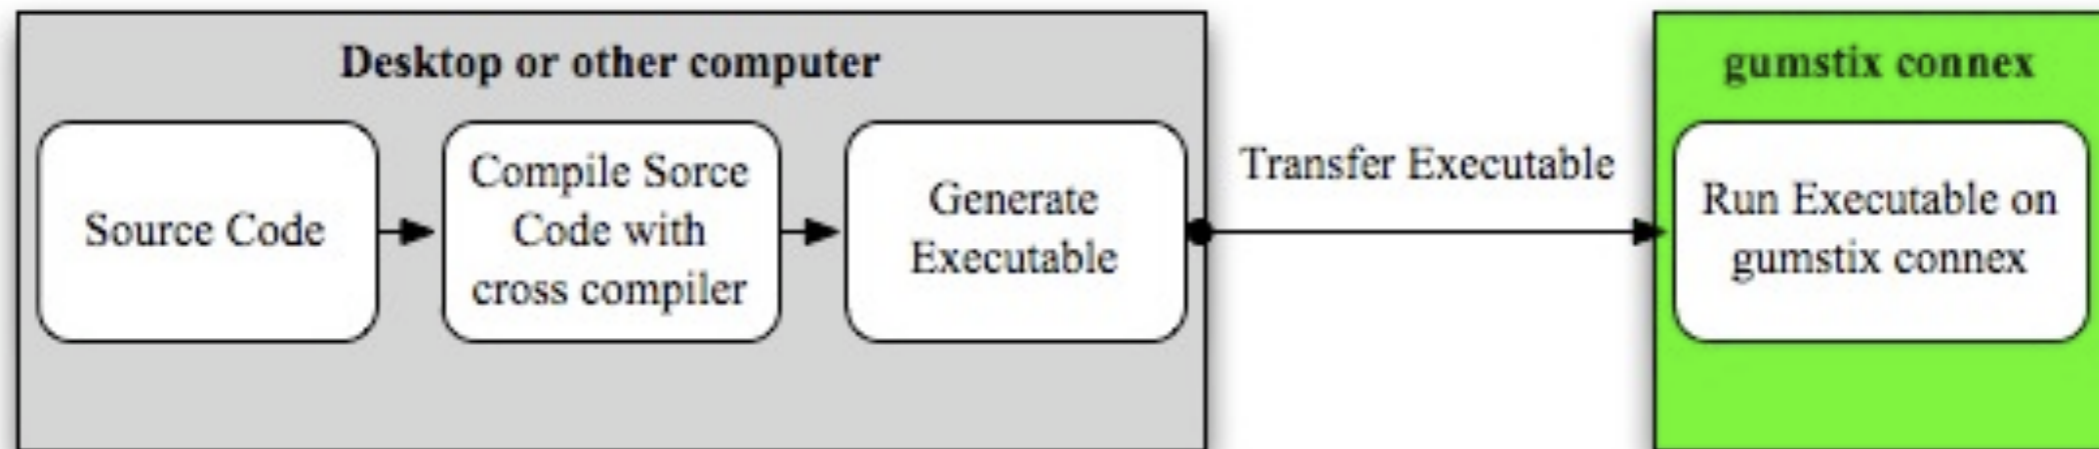 Desktop or other computer
Source Code
Compile Sorce
Code with
cross compiler
Generate
Executable
Transfer Executable
gumstix connex
Run Executable on
gumstix connex